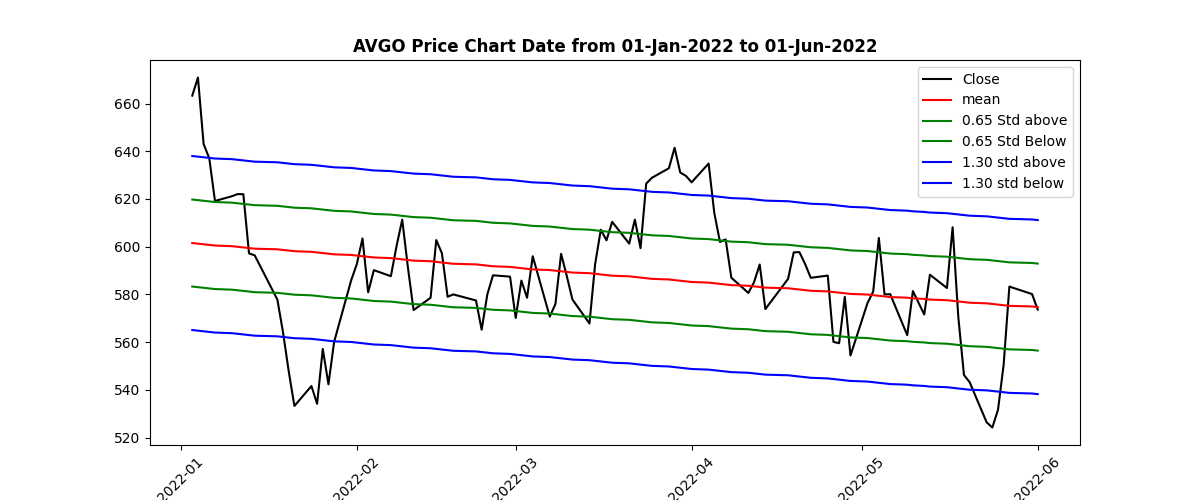 AVGO Price Chart Date from 01-Jan-2022 to 01-Jun-2022
Close
mean
0.65 Std above
0.65 Std Below
1.30 std above
1.30 std below
660
640
620
600
580
560
540
520
2022-01
2022-02
2022-03
2022-04
2022-05
2022-06